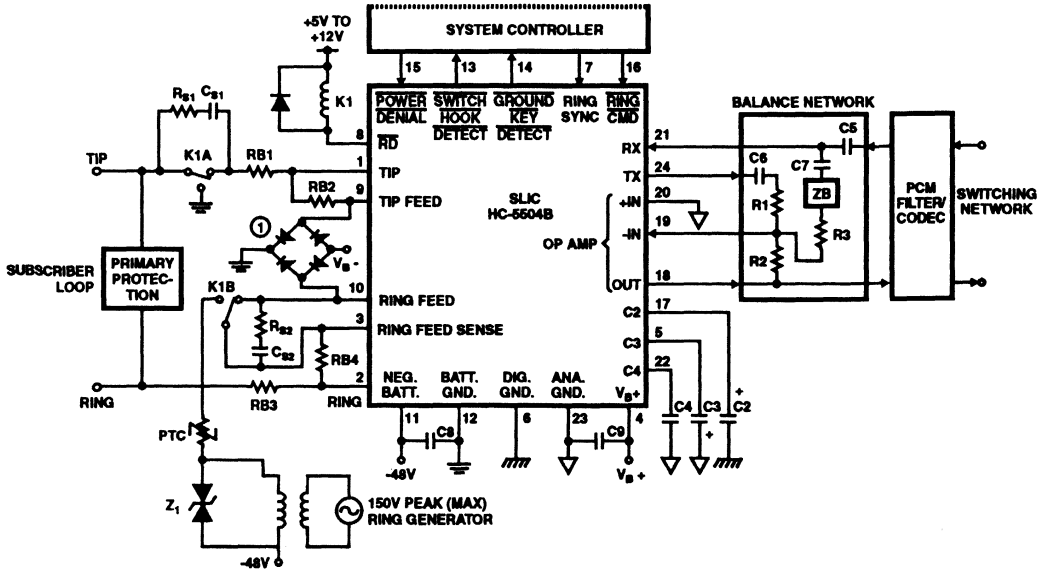 +5V TO
+12V
SYSTEM CONTROLLER
15
13
14
7
16
RS1
CS1
K1
POWER
DENIAL
SWITCH
HOOK
DETECT
GROUND
KEY
DETECT
RING
SYNC
RING
CMD
BALANCE NETWORK
8
RD
21
RX
C5
TIP
K1A
RB1
1
TIP
24
TX
C6
C7
RB2
9
TIP FEED
SLIC
HC-5504B
20
+IN
R1
ZB
PCM
FILTER/
CODEC
SWITCHING
NETWORK
1
OP AMP
19
-IN
R3
VB -
R2
SUBSCRIBER
LOOP
PRIMARY
PROTEC-
TION
K1B
10
RING FEED
18
OUT
17
C2
RS2
3
RING FEED SENSE
5
C3
CS2
RB4
22
C4
RING
RB3
2
RING
NEG.
BATT.
BATT.
GND.
DIG.
GND.
ANA.
GND.
VB+
C4
C3
+
+
C2
11
12
6
23
4
PTC
C8
C9
-48V
VB +
Z1
150V PEAK (MAX)
RING GENERATOR
-48V